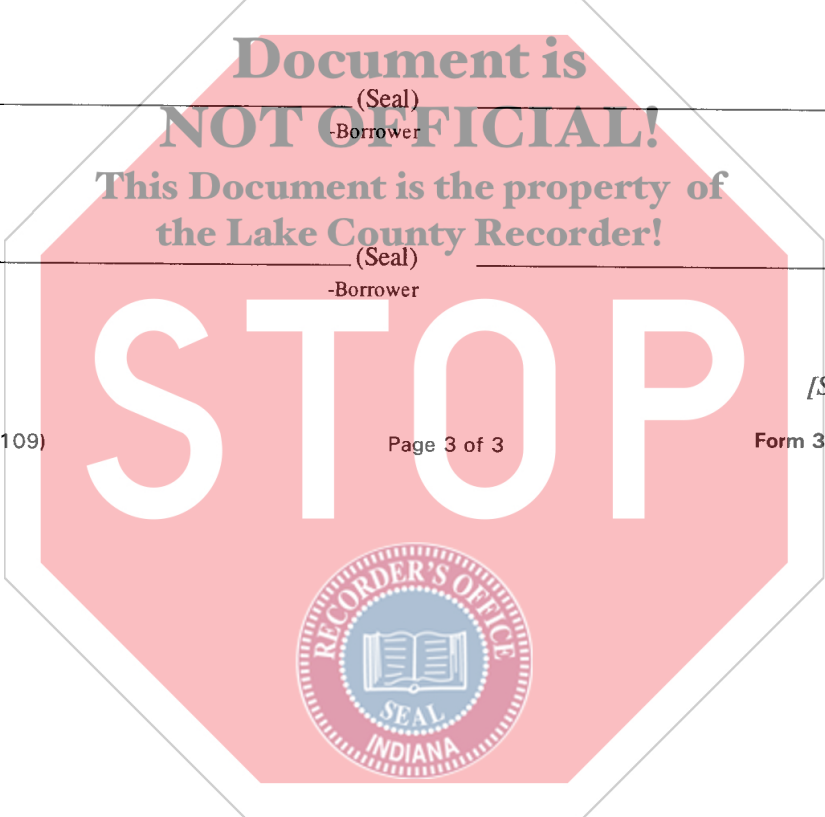 Document is
(Seal)
NOT OFFICIAL!
-Borrower
This Document is the property of
the Lake County Recorder!
(Seal)
-Borrower
STOP
[S
109) Page 3 of 3 Form 3
RECORDER'S OFFICE
SEAL
INDIANA